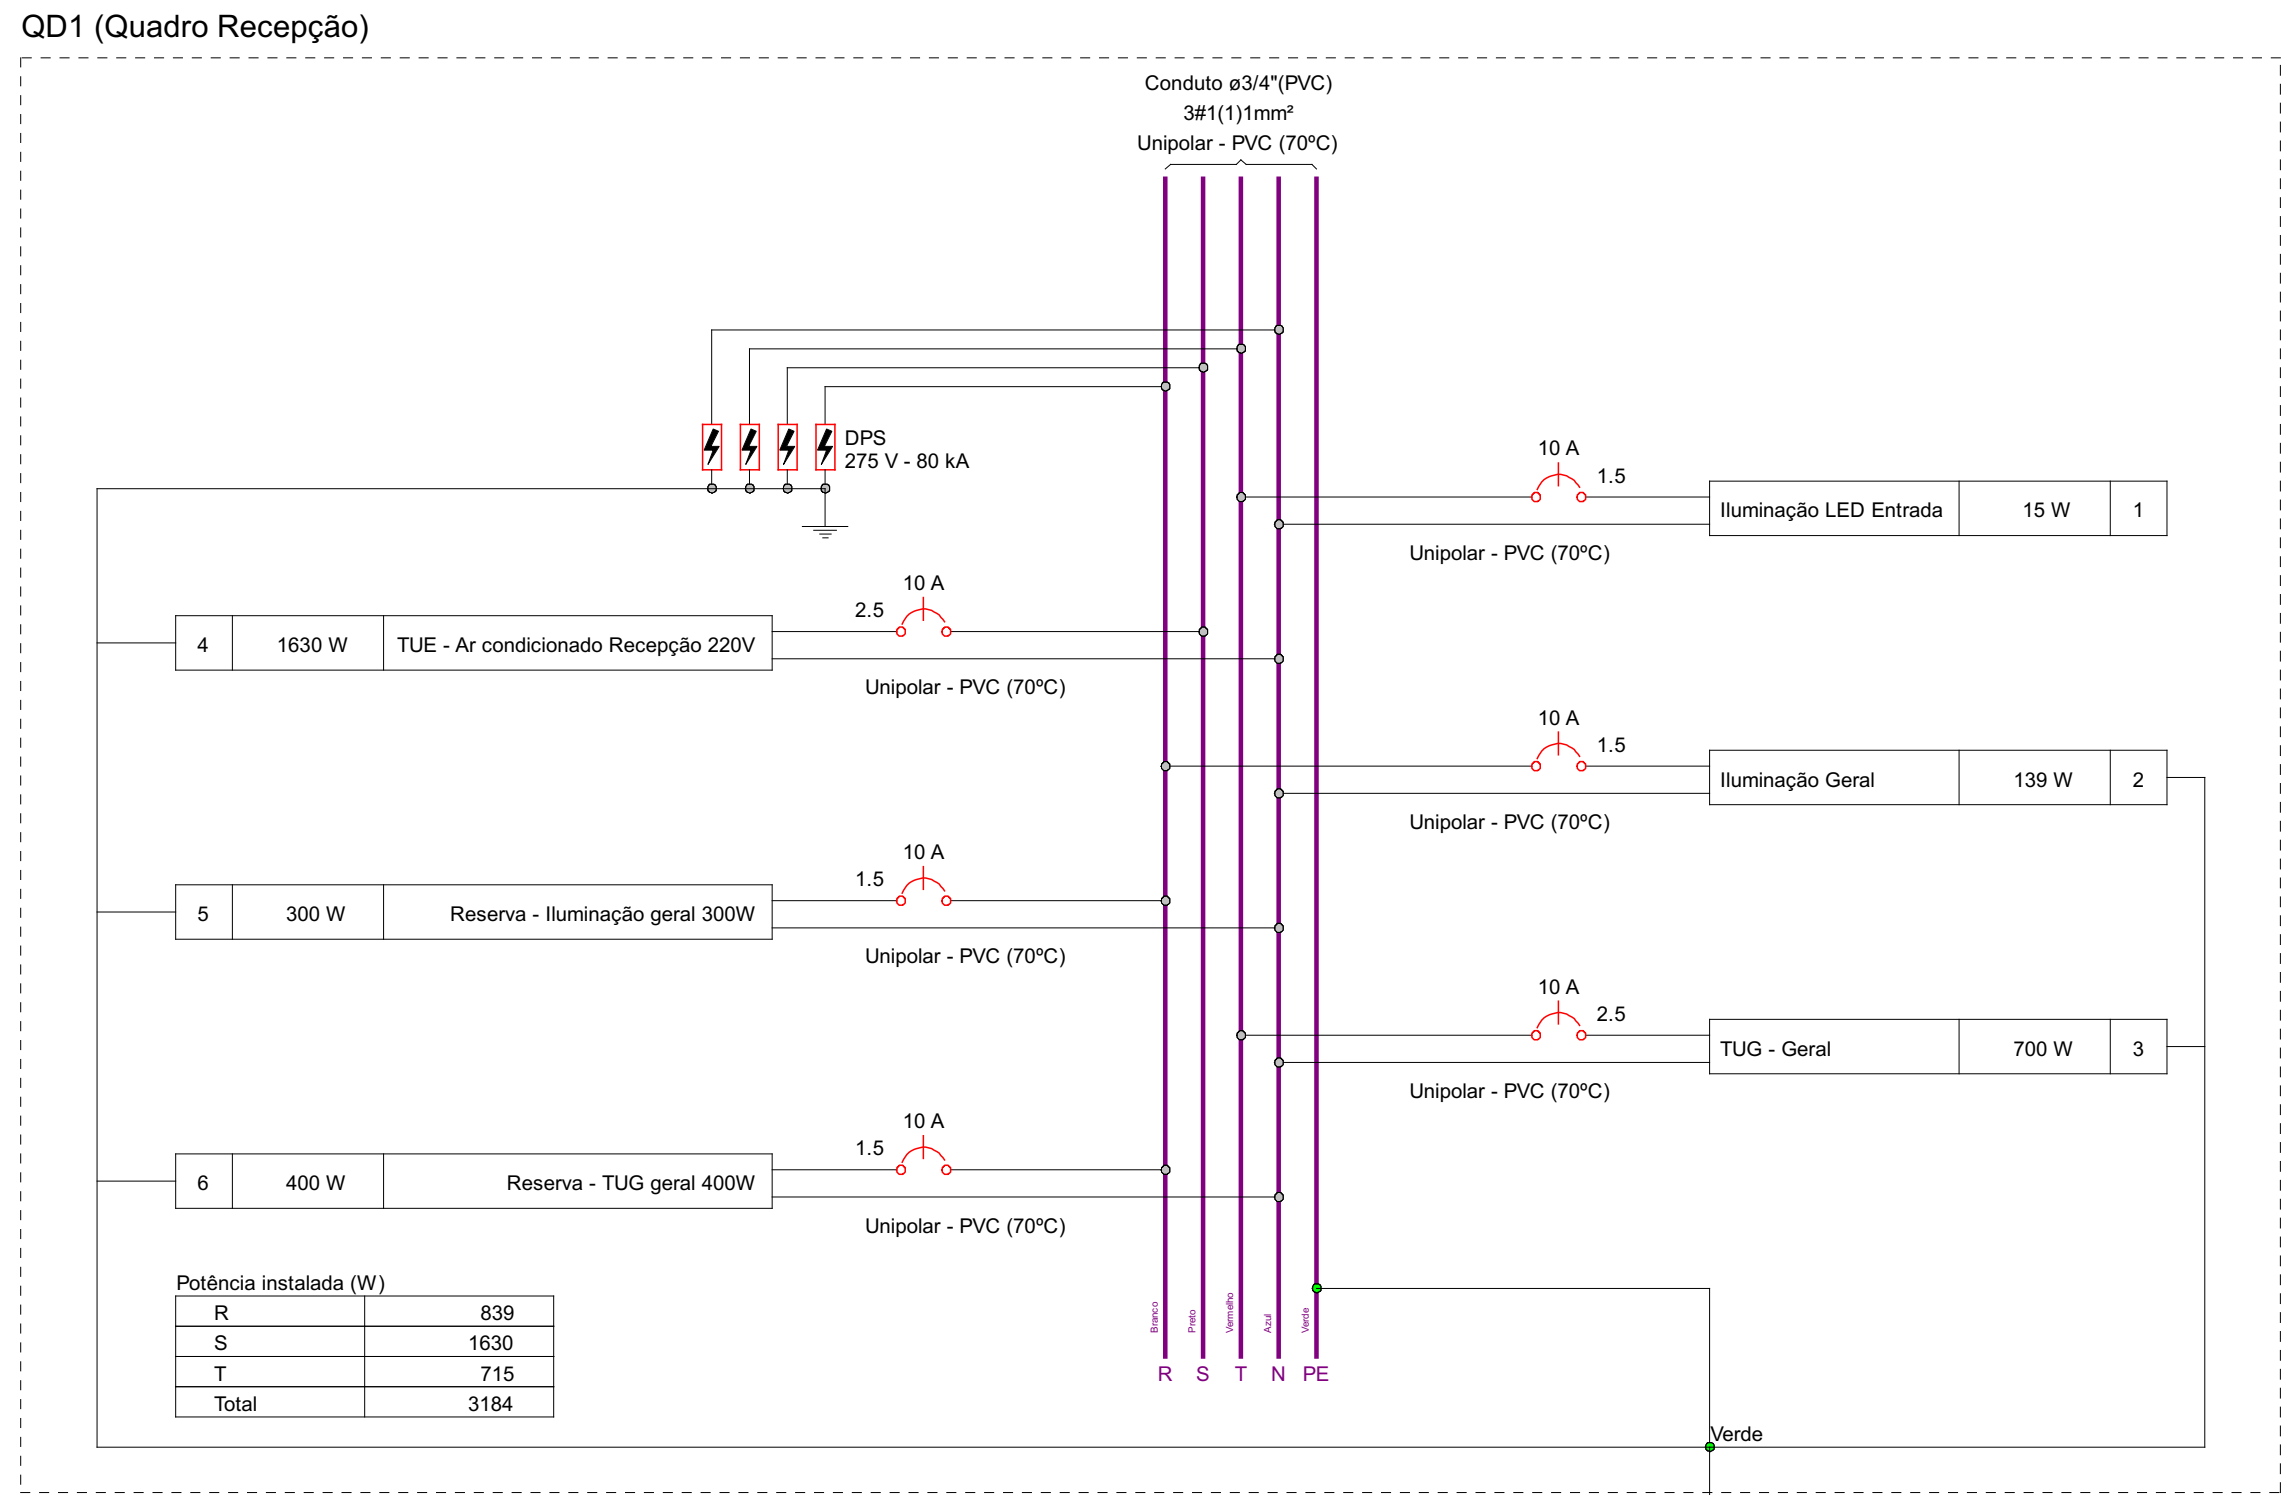 QD1 (Quadro Recepção)
Conduto ø3/4"(PVC)
3#1(1)1mm²
Unipolar - PVC (70ºC)
DPS
275 V - 80 kA
10 A
1.5
Iluminação LED Entrada 15 W 1
Unipolar - PVC (70ºC)
10 A
2.5
4 1630 W TUE - Ar condicionado Recepção 220V
Unipolar - PVC (70ºC)
10 A
1.5
Iluminação Geral 139 W 2
Unipolar - PVC (70ºC)
10 A
1.5
5 300 W Reserva - Iluminação geral 300W
Unipolar - PVC (70ºC)
10 A
2.5
TUG - Geral 700 W 3
Unipolar - PVC (70ºC)
10 A
1.5
6 400 W Reserva - TUG geral 400W
Unipolar - PVC (70ºC)
Potência instalada (W)
R 839
S 1630
T 715
Total 3184
Branco
Preto
Vermelho
Azul
Verde
R S T N PE
Verde